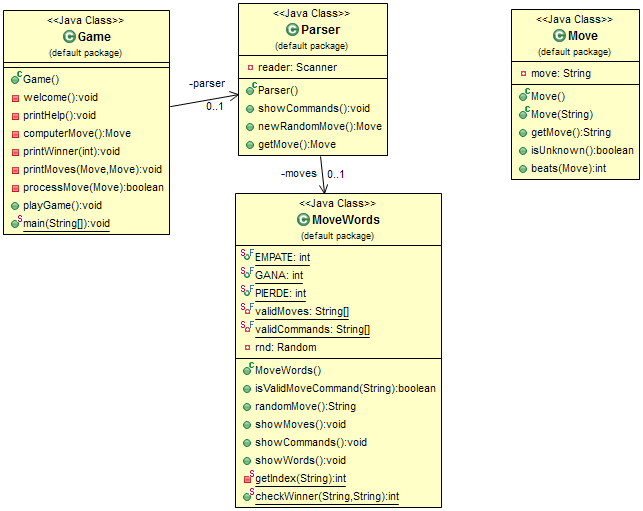 <<Java Class>>
Game
(default package)
Game()
welcome():void
printHelp():void
computerMove():Move
printWinner(int):void
printMoves(Move,Move):void
processMove(Move):boolean
playGame():void
main(String[]):void
-parser
0..1
<<Java Class>>
Parser
(default package)
reader: Scanner
Parser()
showCommands():void
newRandomMove():Move
getMove():Move
-moves
0..1
<<Java Class>>
MoveWords
(default package)
EMPATE: int
GANA: int
PIERDE: int
validMoves: String[]
validCommands: String[]
rnd: Random
MoveWords()
isValidMoveCommand(String):boolean
randomMove():String
showMoves():void
showCommands():void
showWords():void
getIndex(String):int
checkWinner(String,String):int
<<Java Class>>
Move
(default package)
move: String
Move()
Move(String)
getMove():String
isUnknown():boolean
beats(Move):int